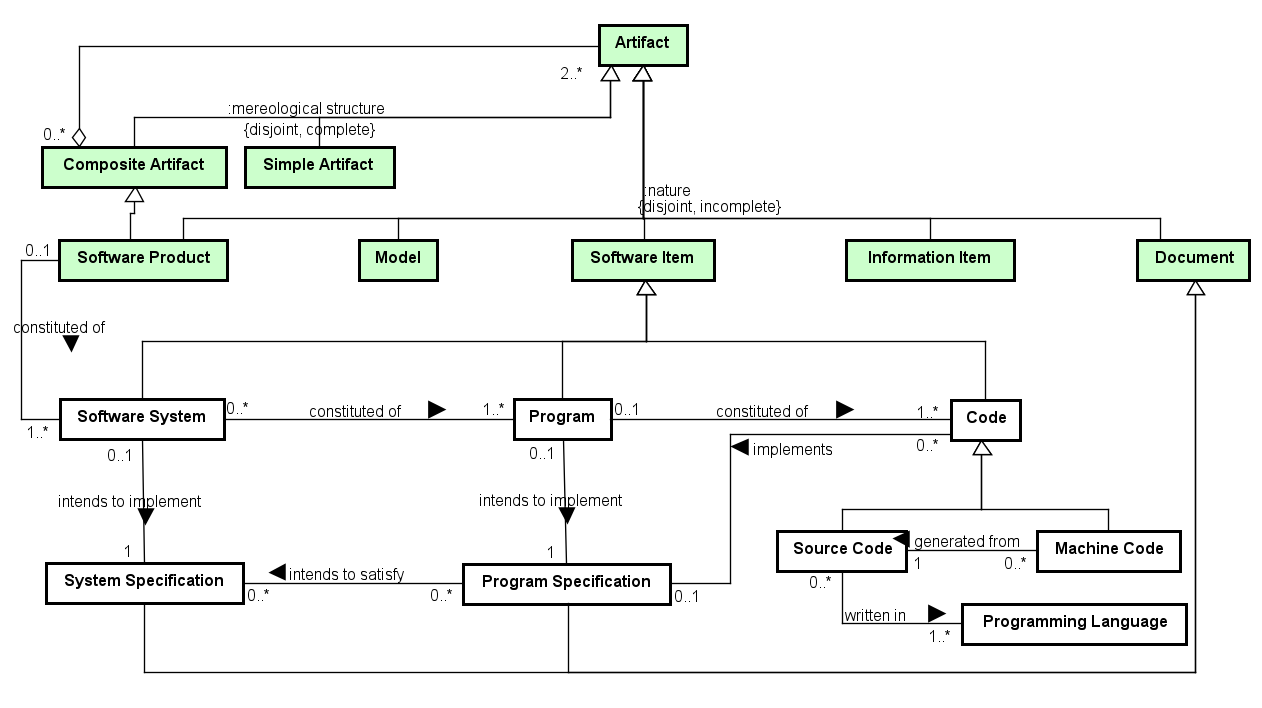 Artifact
2..*
:mereological structure
0..*
{disjoint, complete}
Composite Artifact
Simple Artifact
:nature
{disjoint, incomplete}
0..1
Software Product
Model
Software Item
Information Item
Document
constituted of
Software System
0..*
constituted of
1..*
Program
0..1
constituted of
1..*
Code
1..*
0..1
0..1
implements
0..*
intends to implement
intends to implement
generated from
Source Code
Machine Code
1
1
1
0..*
System Specification
intends to satisfy
Program Specification
0..*
0..*
0..*
0..1
written in
Programming Language
1..*